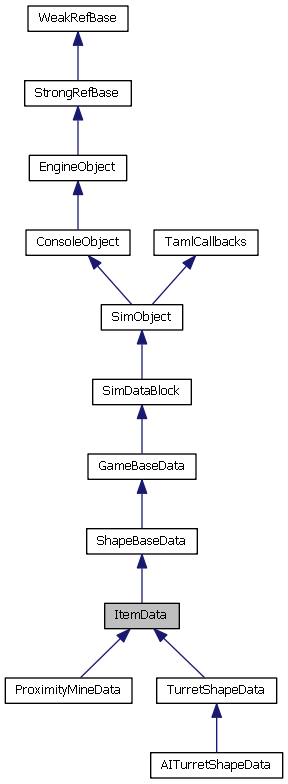 WeakRefBase
StrongRefBase
EngineObject
ConsoleObject
TamlCallbacks
SimObject
SimDataBlock
GameBaseData
ShapeBaseData
ItemData
ProximityMineData
TurretShapeData
AITurretShapeData